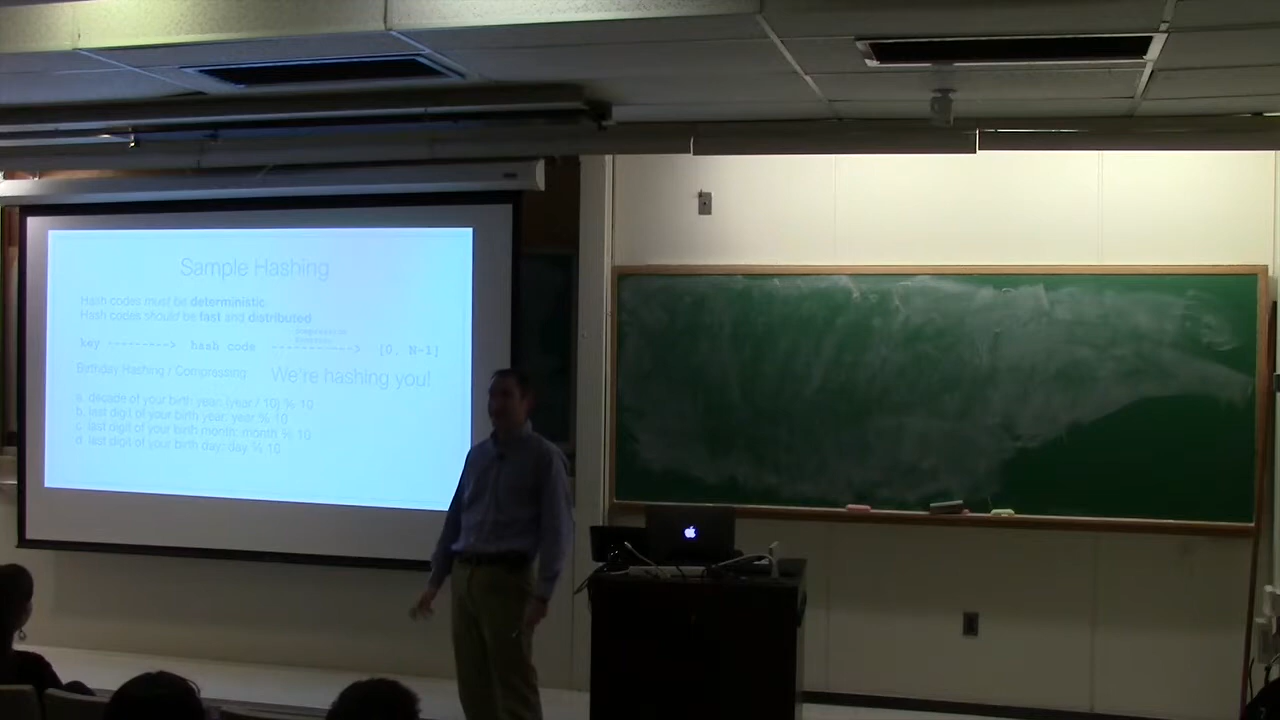 Sample Hashing
Hash codes must be deterministic
Hash codes should be fast and distributed
compression
function
key ---------> hash code ------------> [0, N-1]
Birthday Hashing / Compressing We're hashing you!
a. decade of your birth year: (year / 10) % 10
b. last digit of your birth year: year % 10
c. last digit of your birth month: month % 10
d. last digit of your birth day: day % 10